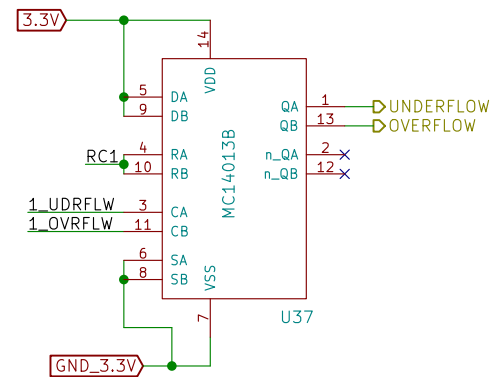 3.3V
14
VDD
5 DA
9 DB
QA 1 UNDERFLOW
QB 13 OVERFLOW
RC1
4 RA
10 RB
n_QA 2
n_QB 12
MC14013B
1_UDRFLW 3 CA
1_OVRFLW 11 CB
6 SA
8 SB
VSS
7
U37
GND_3.3V